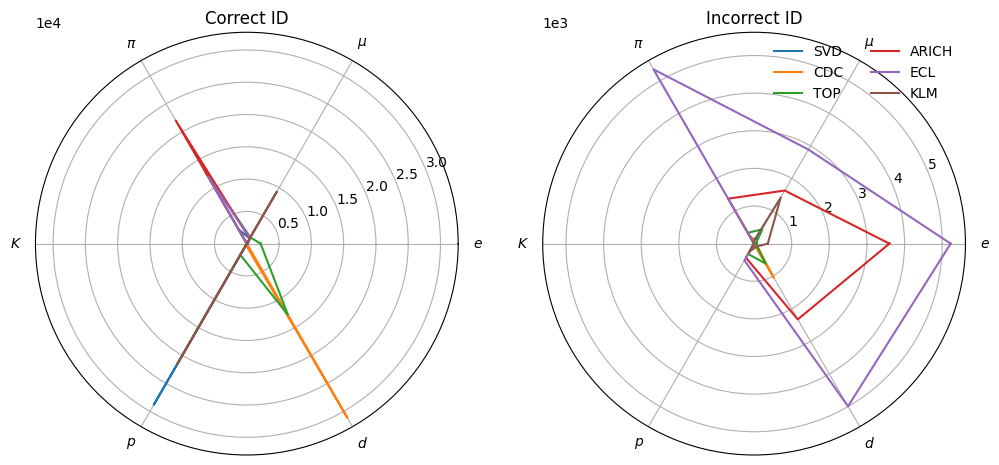 Correct ID
1e4
e
μ
π
K
p
d
0.5
1.0
1.5
2.0
2.5
3.0
Incorrect ID
1e3
e
μ
π
K
p
d
1
2
3
4
5
SVD
CDC
TOP
ARICH
ECL
KLM